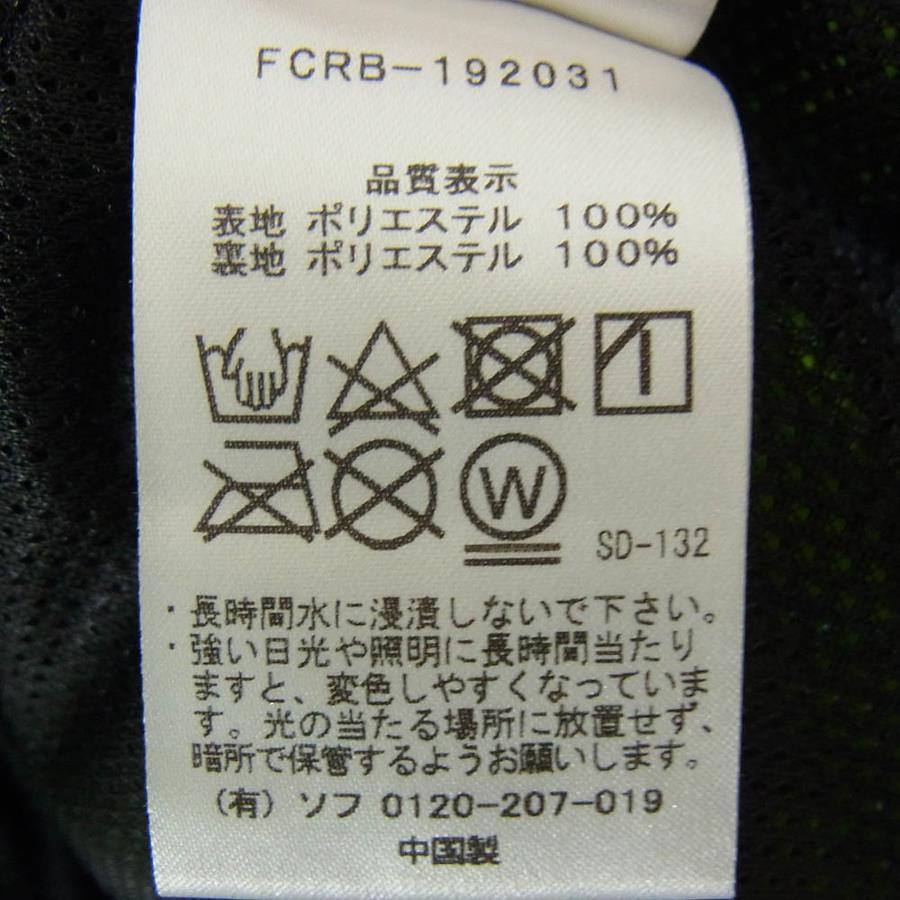 FCRB-192031
品質表示
表地 ポリエステル 100%
裏地 ポリエステル 100%
W
SD-132
・長時間水に浸漬しないで下さい。
・強い日光や照明に長時間当たり
ますと、変色しやすくなっていま
す。光の当たる場所に放置せず、
暗所で保管するようお願いします。
(有) ソフ 0120-207-019
中国製